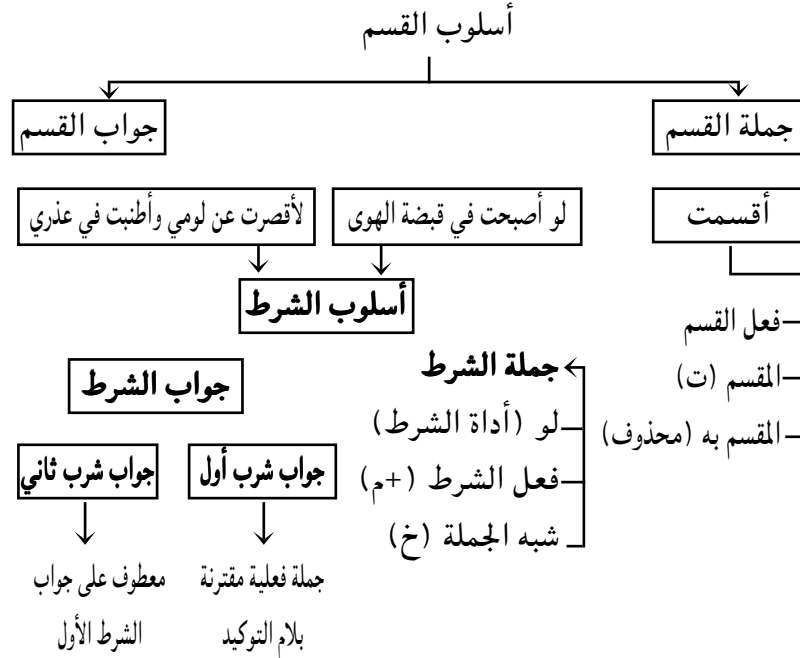 أسلوب القسم
جملة القسم
جواب القسم
أقسمت
لو أصبحت في قبضة الهوى
لأقصرت عن لومي وأطنبت في عذري
أسلوب الشرط
فعل القسم
المقسم (ت)
المقسم به (محذوف)
جملة الشرط
لو (أداة الشرط)
فعل الشرط (+م)
شبه الجملة (خ)
جواب الشرط
جواب شرب أول
جواب شرب ثاني
جملة فعلية مقترنة
بلام التوكيد
معطوف على جواب
الشرط الأول